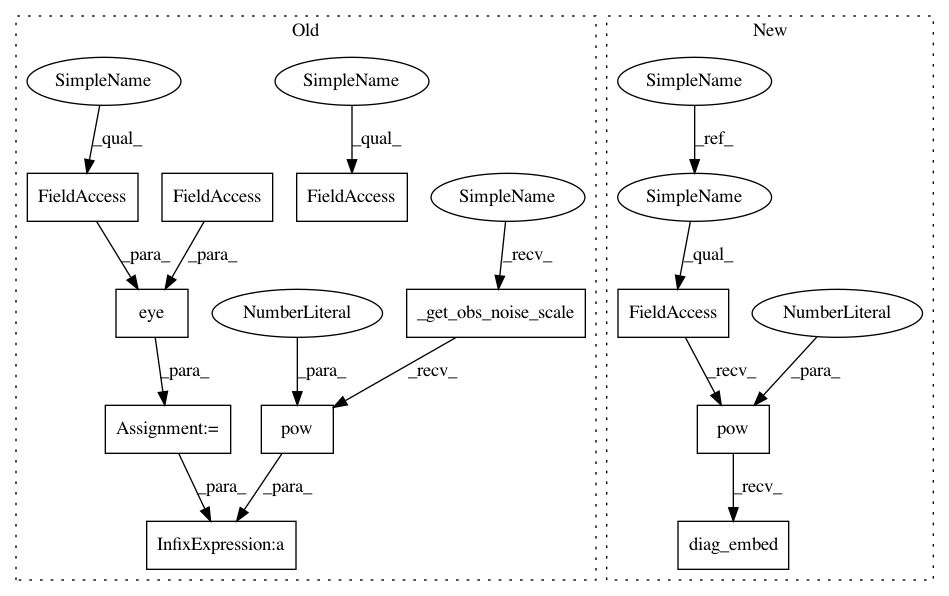 Old
New
SimpleName
SimpleName
SimpleName
_qual_
_qual_
_ref_
FieldAccess
FieldAccess
FieldAccess
SimpleName
SimpleName
_para_
_para_
_recv_
_qual_
eye
NumberLiteral
_get_obs_noise_scale
FieldAccess
NumberLiteral
_para_
_para_
_recv_
_recv_
_para_
Assignment:=
pow
pow
_para_
_para_
_recv_
InfixExpression:a
diag_embed